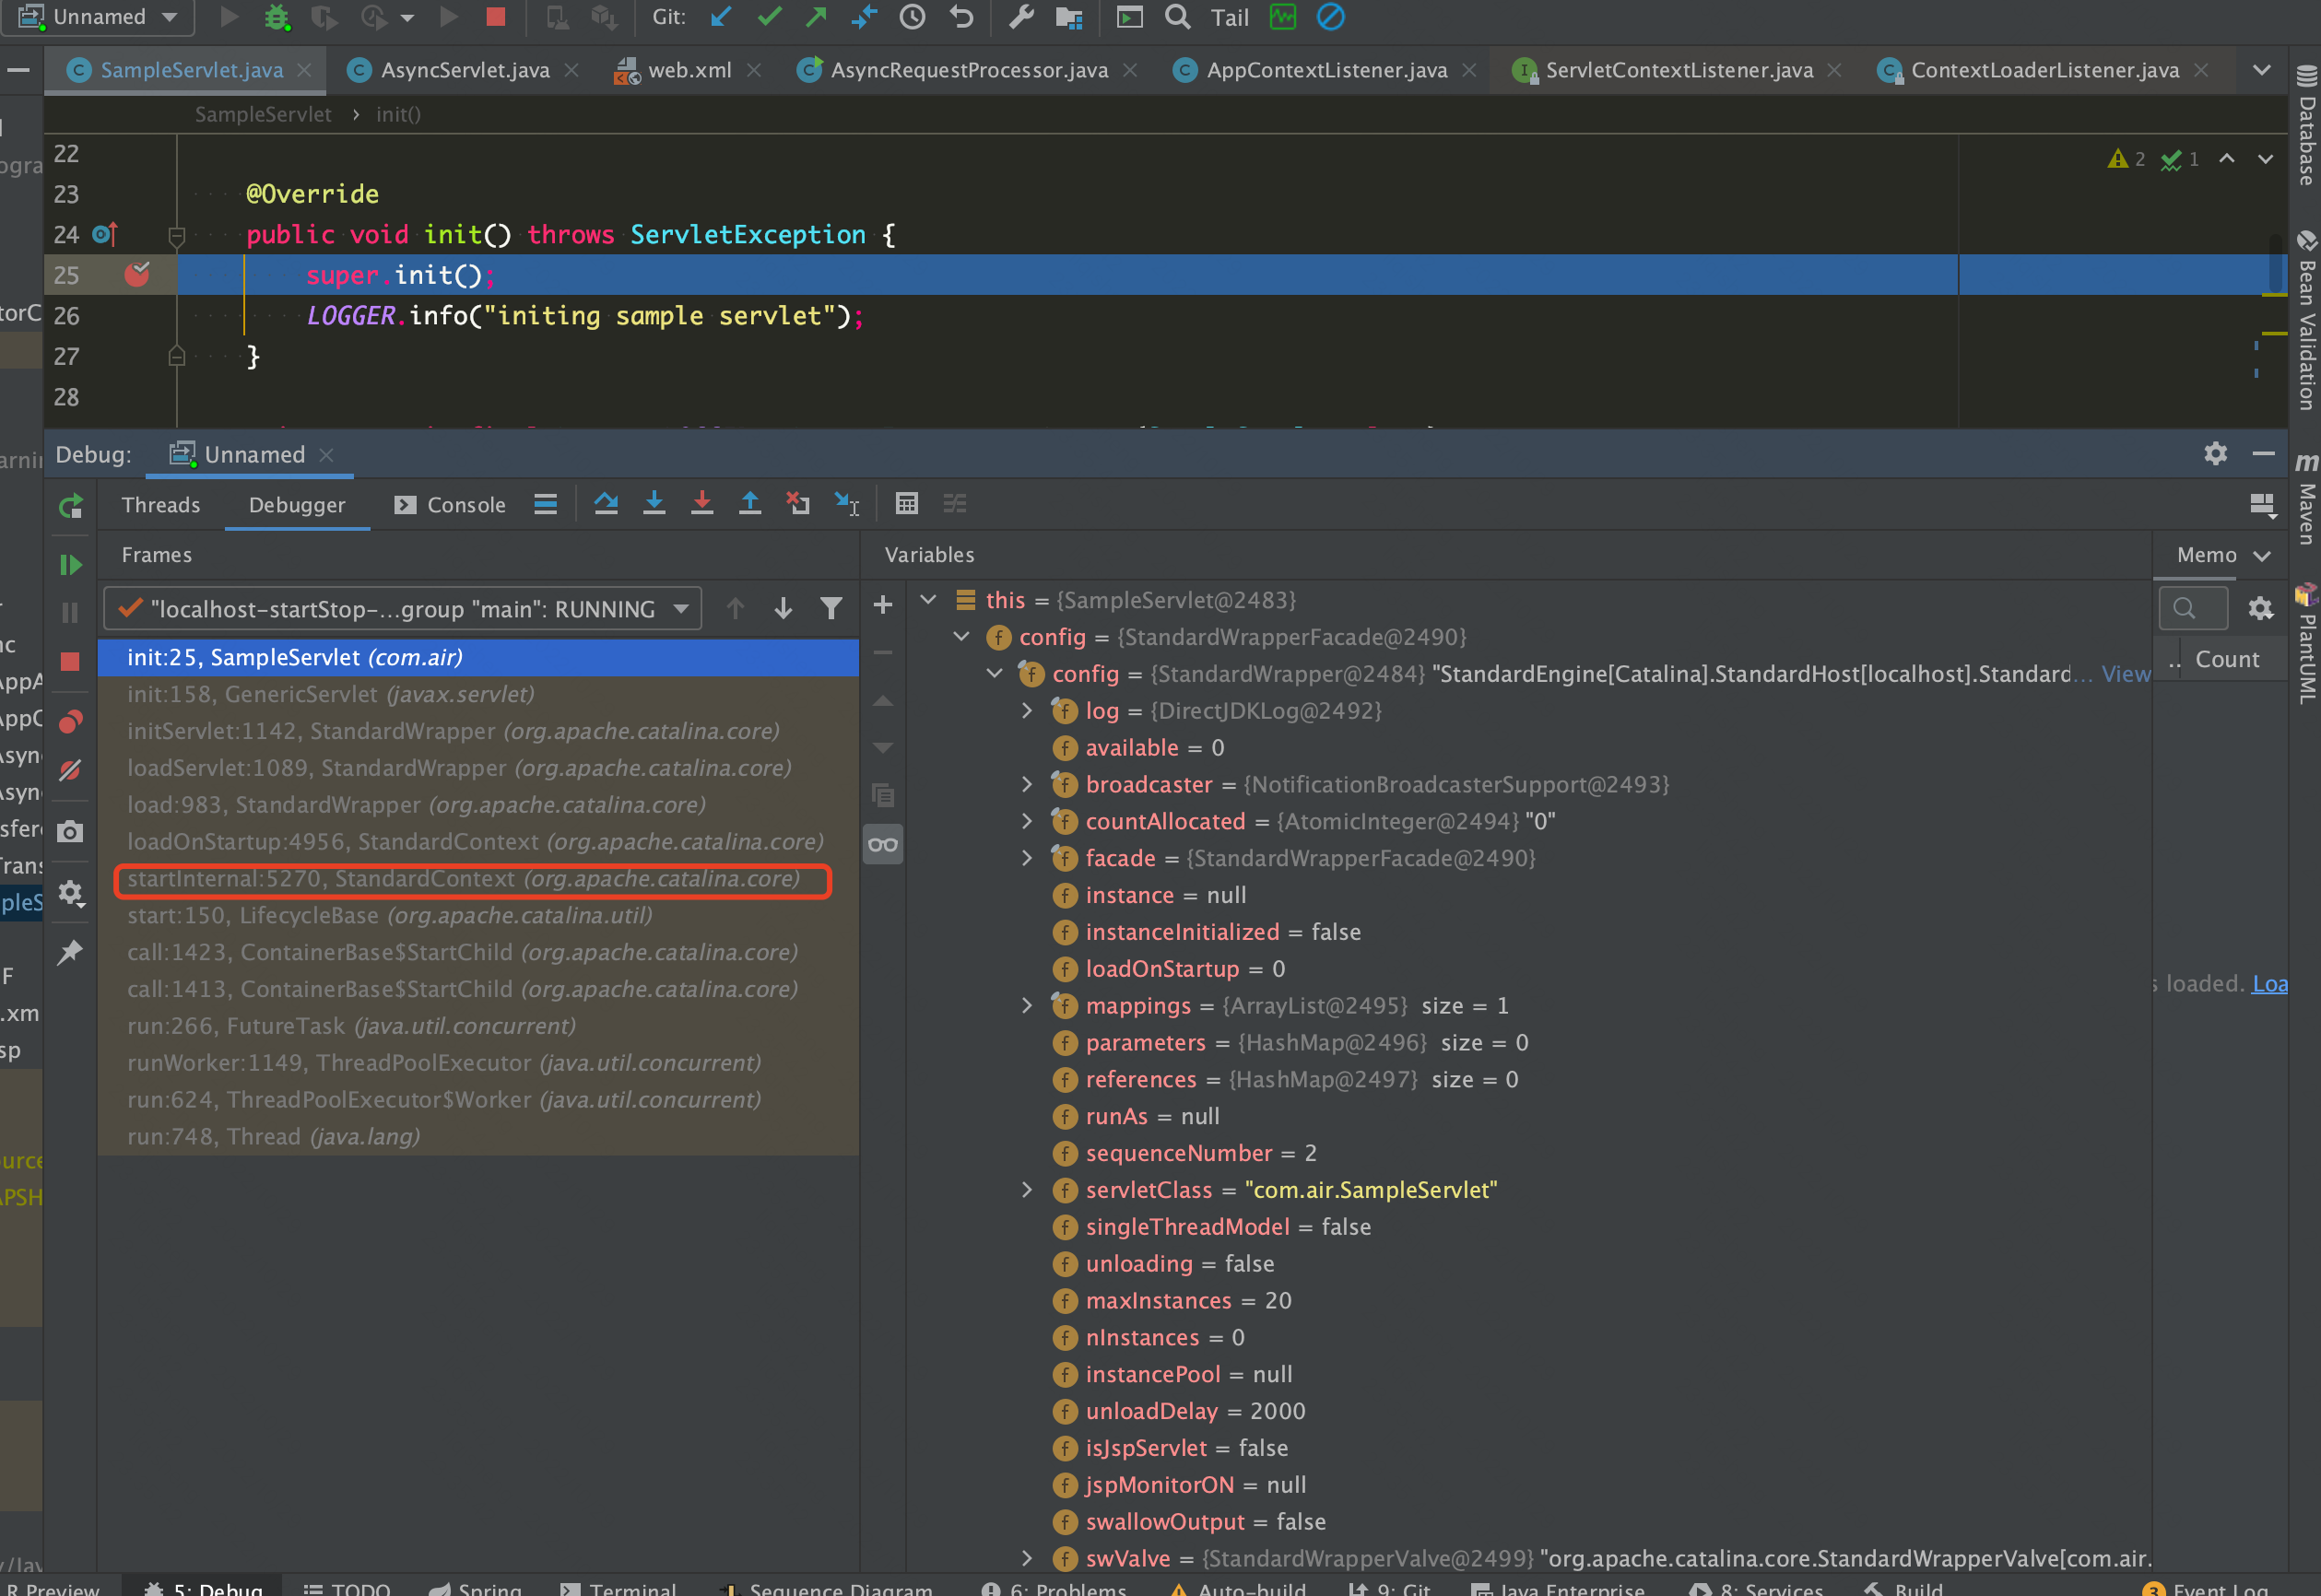 Unnamed Git: Tail
SampleServlet.java AsyncServlet.java web.xml AsyncRequestProcessor.java AppContextListener.java ServletContextListener.java ContextLoaderListener.java
SampleServlet › init()
22
2 1
23 @Override
24 public void init() throws ServletException {
25 super.init();
26 LOGGER.info("initing sample servlet");
27 }
28
Database
Bean Validation
Maven
PlantUML
Debug: Unnamed
Threads Debugger Console
Frames
"localhost-startStop-...group "main": RUNNING
init:25, SampleServlet (com.air)
init:158, GenericServlet (javax.servlet)
initServlet:1142, StandardWrapper (org.apache.catalina.core)
loadServlet:1089, StandardWrapper (org.apache.catalina.core)
load:983, StandardWrapper (org.apache.catalina.core)
loadOnStartup:4956, StandardContext (org.apache.catalina.core)
startInternal:5270, StandardContext (org.apache.catalina.core)
start:150, LifecycleBase (org.apache.catalina.util)
call:1423, ContainerBase$StartChild (org.apache.catalina.core)
call:1413, ContainerBase$StartChild (org.apache.catalina.core)
run:266, FutureTask (java.util.concurrent)
runWorker:1149, ThreadPoolExecutor (java.util.concurrent)
run:624, ThreadPoolExecutor$Worker (java.util.concurrent)
run:748, Thread (java.lang)
Variables
this = {SampleServlet@2483}
config = {StandardWrapperFacade@2490}
config = {StandardWrapper@2484} "StandardEngine[Catalina].StandardHost[localhost].Standard... View
log = {DirectJDKLog@2492}
available = 0
broadcaster = {NotificationBroadcasterSupport@2493}
countAllocated = {AtomicInteger@2494} "0"
facade = {StandardWrapperFacade@2490}
instance = null
instanceInitialized = false
loadOnStartup = 0
mappings = {ArrayList@2495} size = 1
parameters = {HashMap@2496} size = 0
references = {HashMap@2497} size = 0
runAs = null
sequenceNumber = 2
servletClass = "com.air.SampleServlet"
singleThreadModel = false
unloading = false
maxInstances = 20
nInstances = 0
instancePool = null
unloadDelay = 2000
isJspServlet = false
jspMonitorON = null
swallowOutput = false
swValve = {StandardWrapperValve@2499} "org.apache.catalina.core.StandardWrapperValve[com.air.
Memo
.. Count
s loaded. Loa
R Preview 5: Debug TODO Spring Terminal Sequence Diagram 6: Problems Auto-build 9: Git Java Enterprise 8: Services Build 3 Event Log